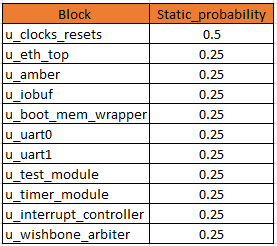 Block Static_probability
u_clocks_resets 0.5
u_eth_top 0.25
u_amber 0.25
u_iobuf 0.25
u_boot_mem_wrapper 0.25
u_uart0 0.25
u_uart1 0.25
u_test_module 0.25
u_timer_module 0.25
u_interrupt_controller 0.25
u_wishbone_arbiter 0.25